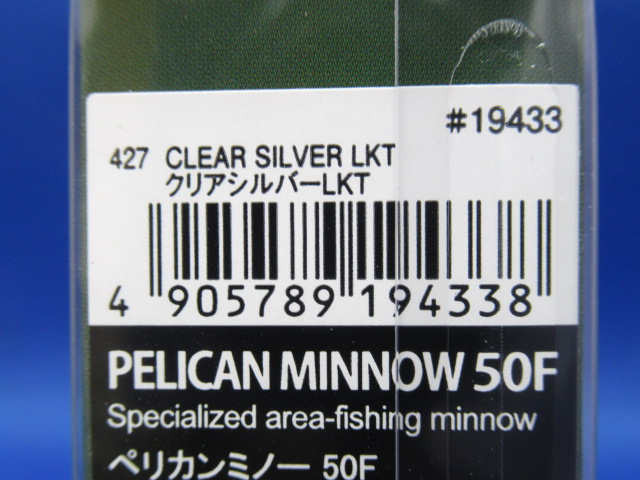 #19433
427 CLEAR SILVER LKT
クリアシルバーLKT
4 905789 194338
PELICAN MINNOW 50F
Specialized area-fishing minnow
ペリカンミノー 50F